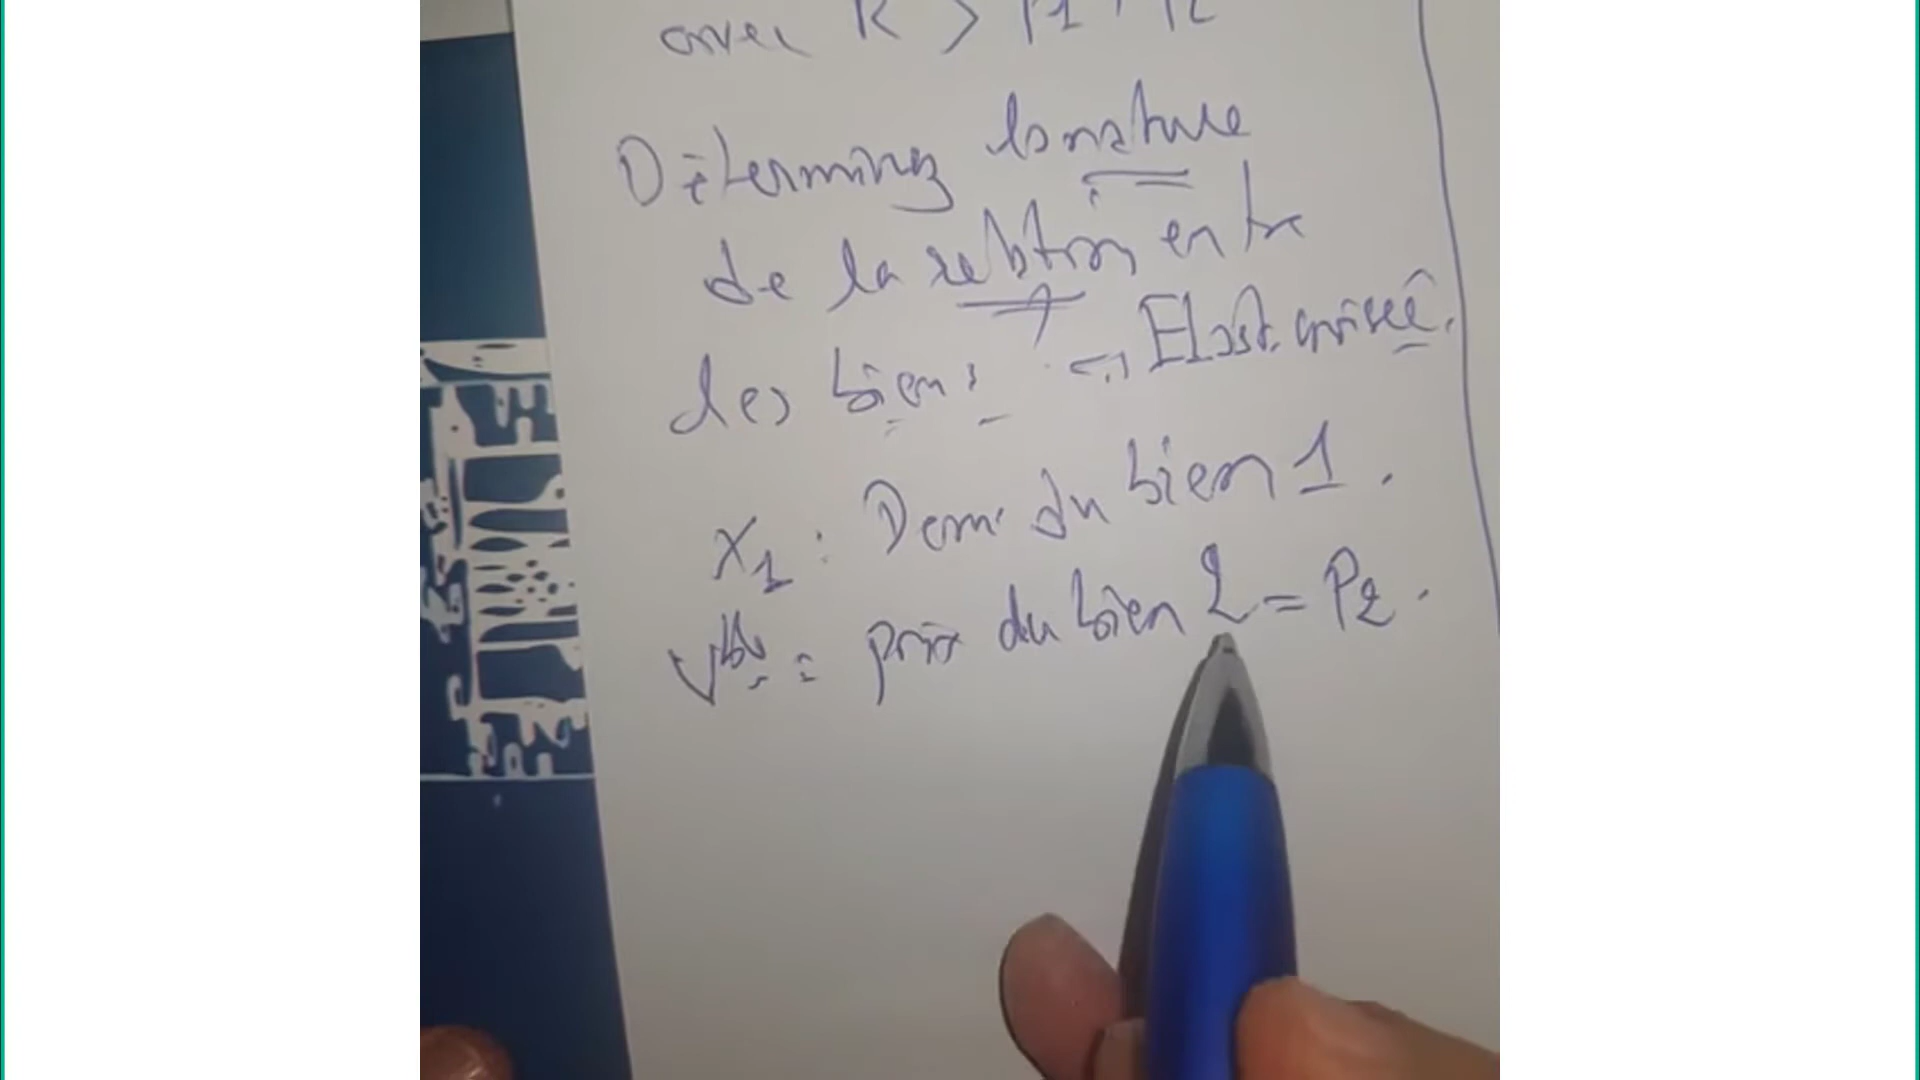 avec R > P1 + P2
Déterminez la nature
de la relation entre
des biens → Elast. croisée.
X1 : Dem. du bien 1.
Vble : prix du bien 2 = P2.